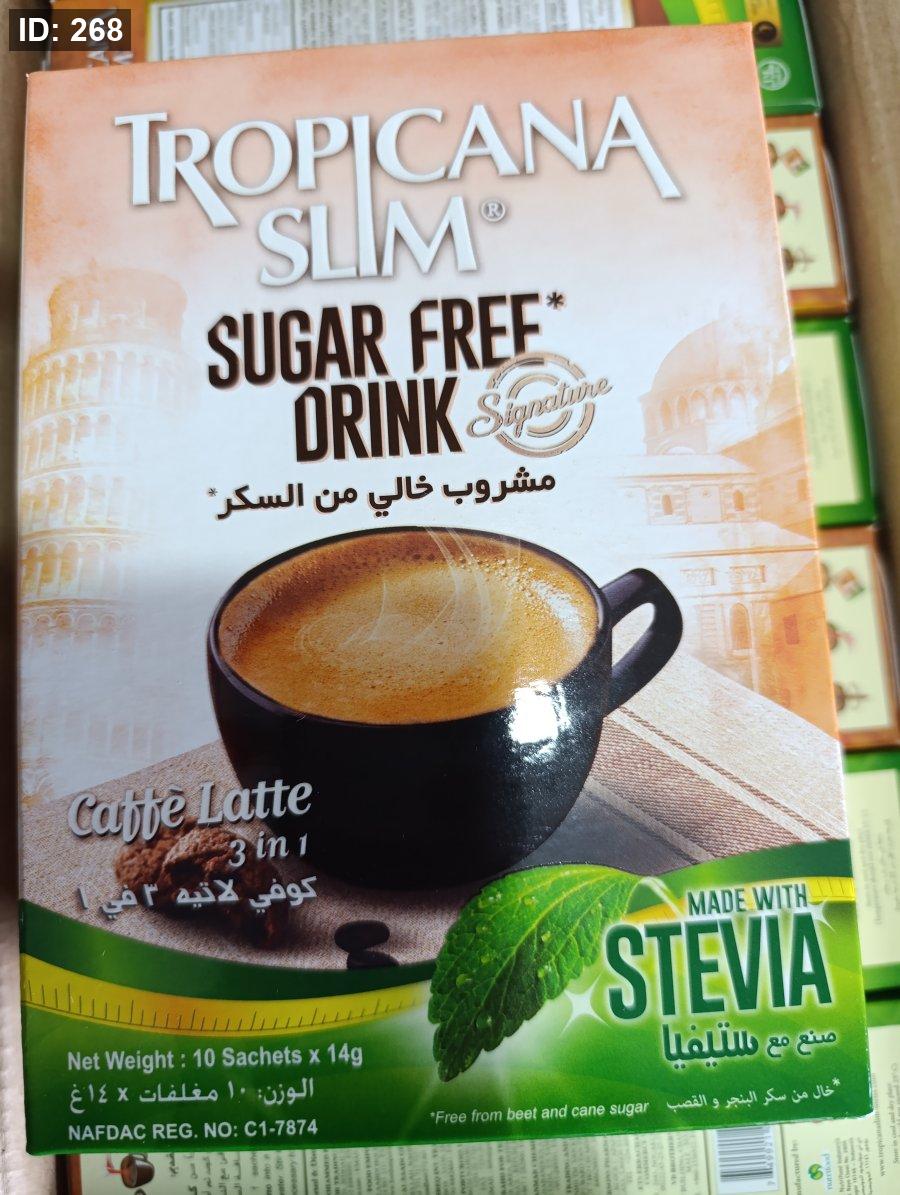 ID: 268
TROPICANA
SLIM®
SUGAR FREE*
DRINK
Signature
مشروب خالي من السكر*
Caffè Latte
3 in 1
كوفي لاتيه ٣ في ١
MADE WITH
STEVIA
صنع مع ستيفيا
Net Weight : 10 Sachets x 14g
الوزن: ١٠ مغلفات x ١٤غ
NAFDAC REG. NO: C1-7874
*Free from beet and cane sugar
*خال من سكر البنجر و القصب